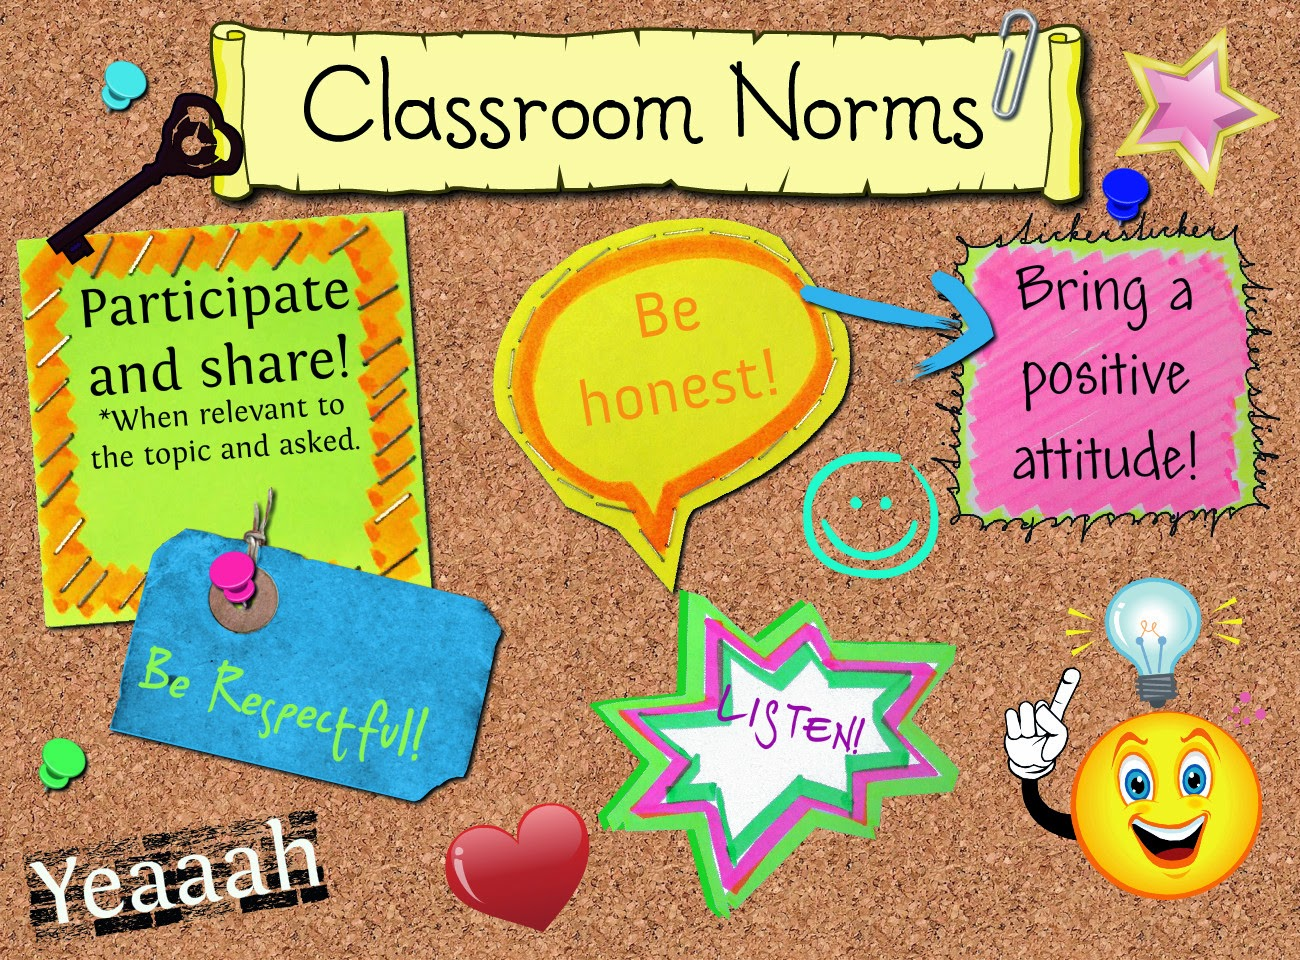 Classroom Norms
Participate
and share!
*When relevant to
the topic and asked.
Be
honest!
stickersticker
Bring a
positive
attitude!
Be Respectful!
LISTEN!
Yeaaah